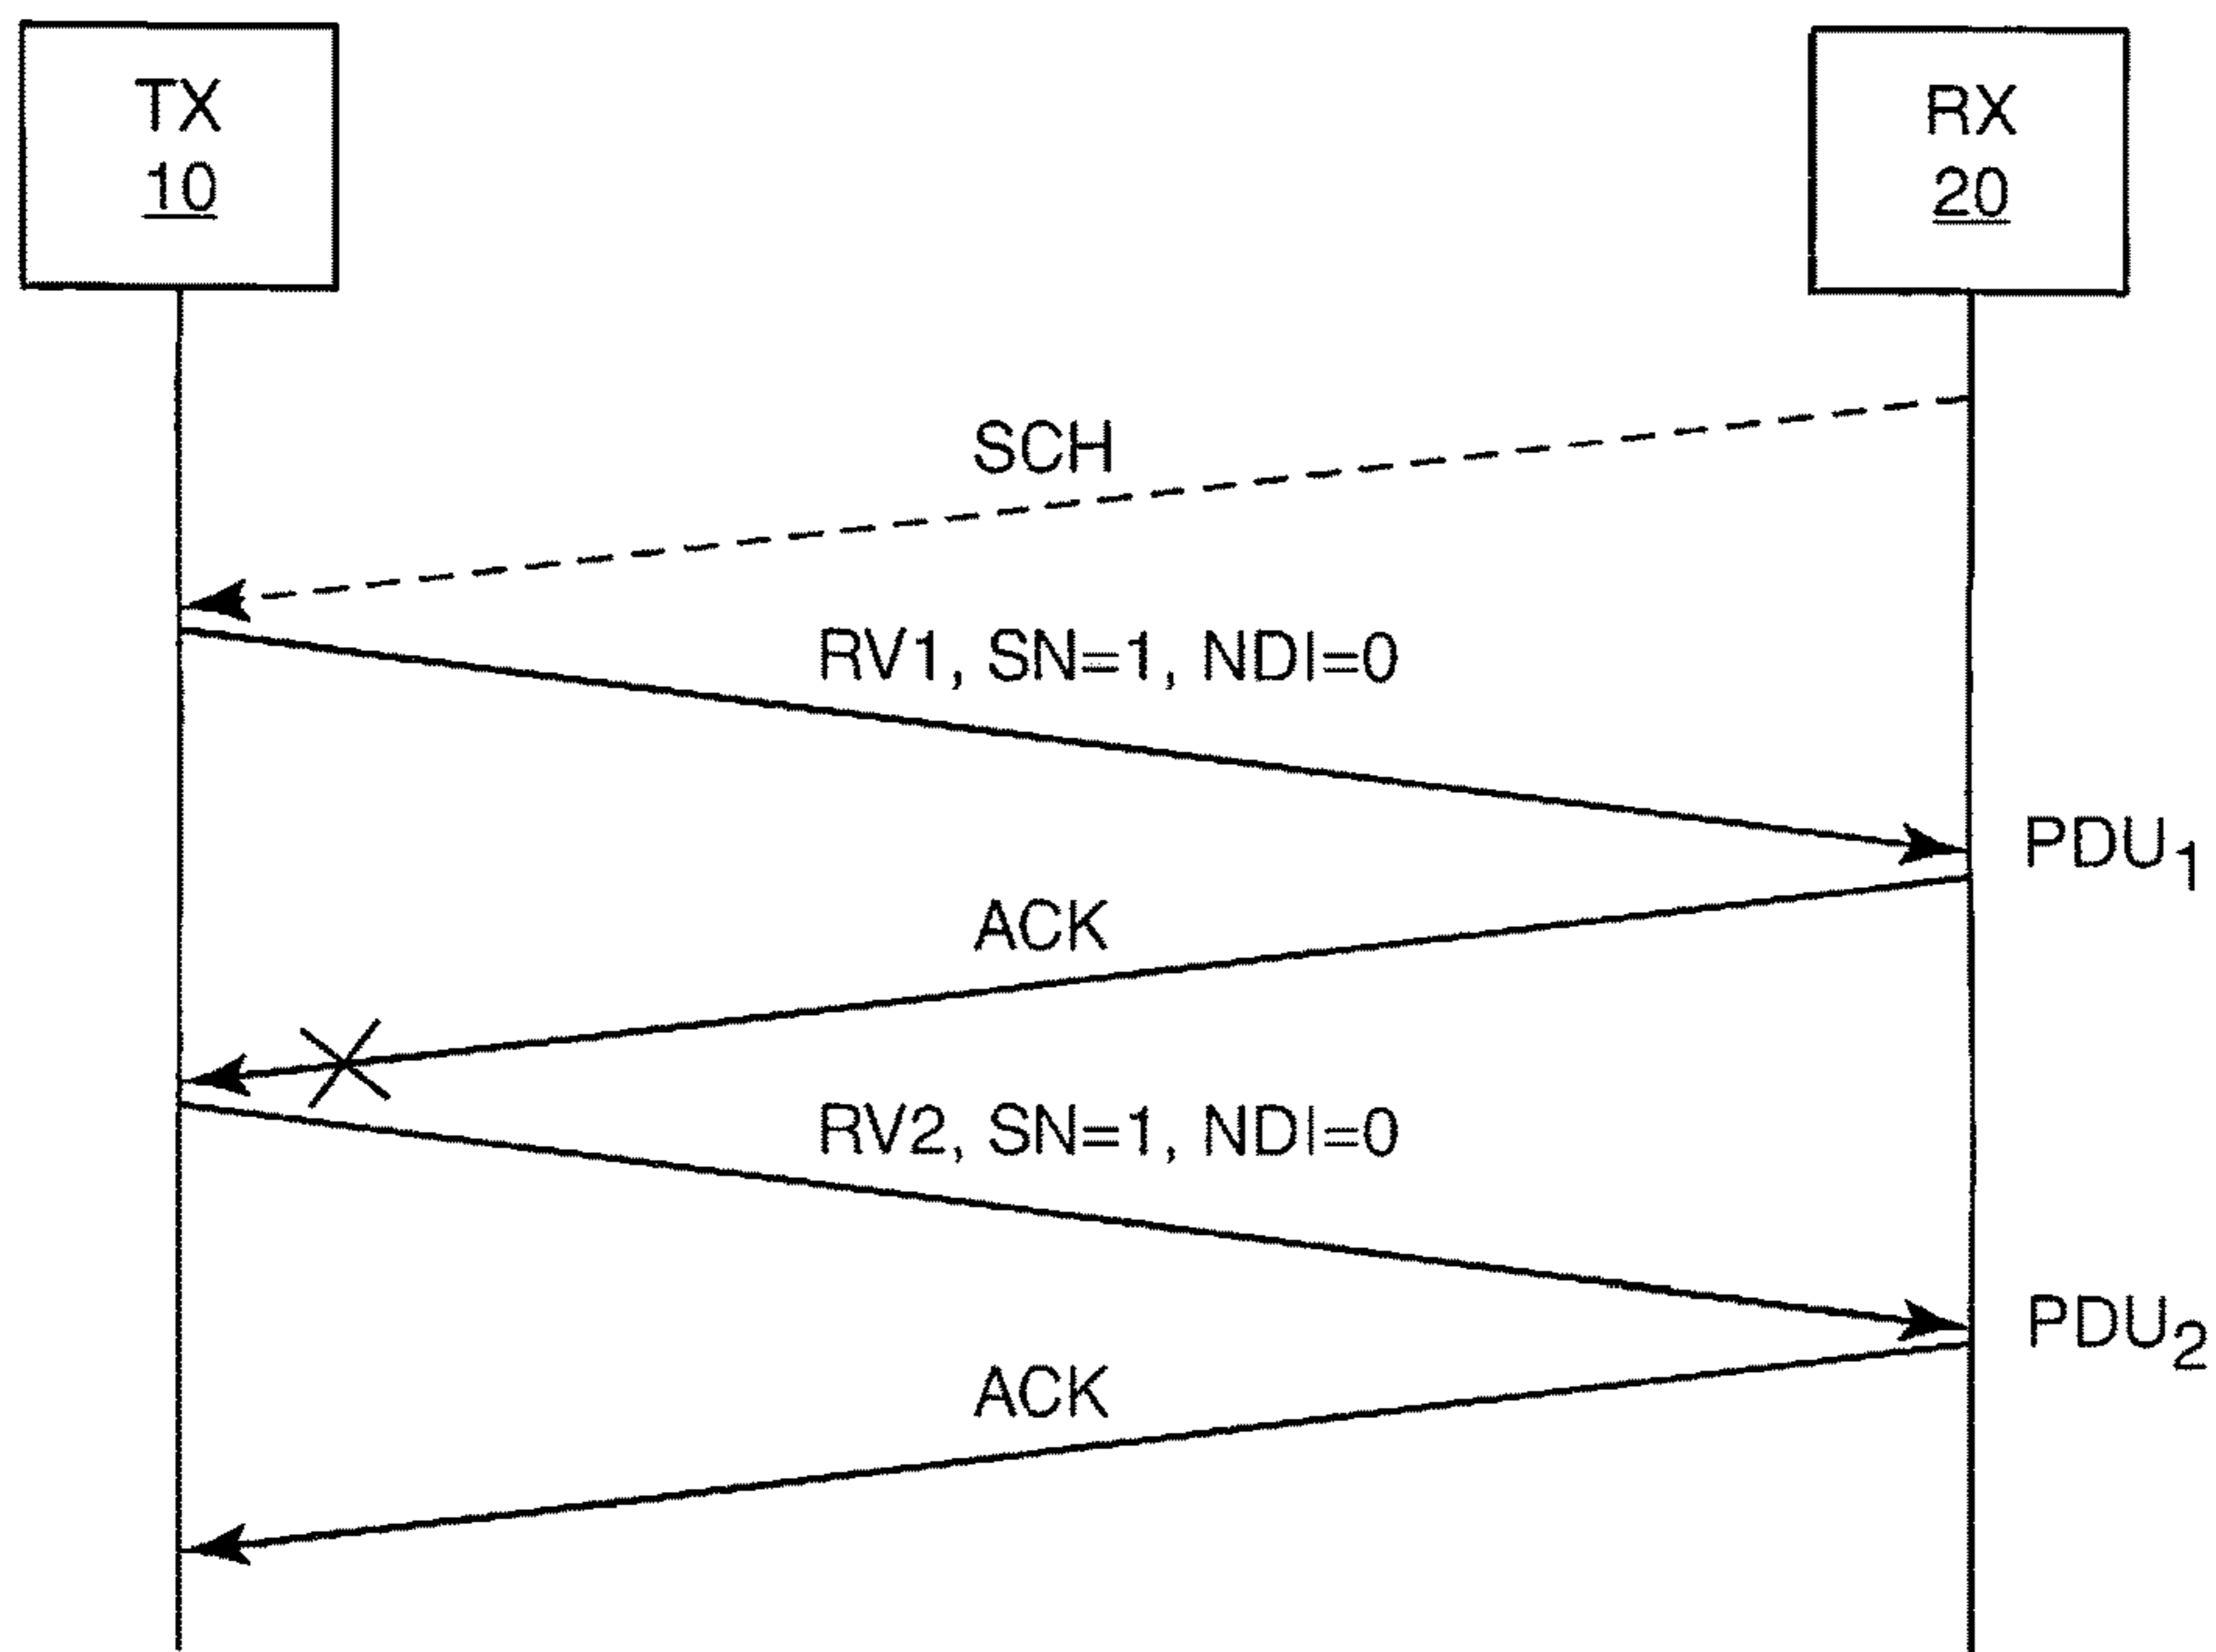 TX
10
RX
20
SCH
RV1, SN=1, NDI=0
PDU1
ACK
RV2, SN=1, NDI=0
PDU2
ACK